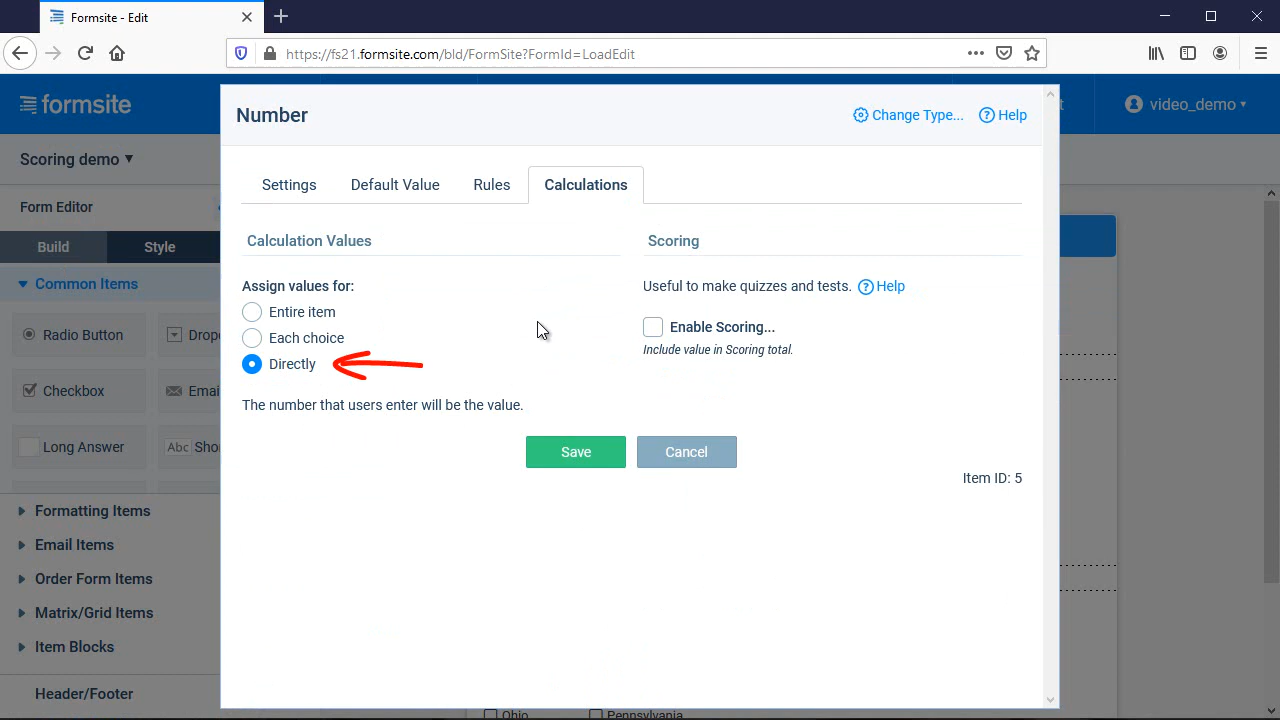 Formsite - Edit
https://fs21.formsite.com/bld/FormSite?FormId=LoadEdit
formsite
video_demo
Scoring demo
Form Editor
Build
Style
Common Items
Radio Button
Checkbox
Long Answer
Abc
Formatting Items
Email Items
Order Form Items
Matrix/Grid Items
Item Blocks
Header/Footer
Number
Change Type...
Help
Settings
Default Value
Rules
Calculations
Calculation Values
Assign values for:
Entire item
Each choice
Directly
The number that users enter will be the value.
Scoring
Useful to make quizzes and tests. Help
Enable Scoring...
Include value in Scoring total.
Save
Cancel
Item ID: 5
Ohio
Pennsylvania